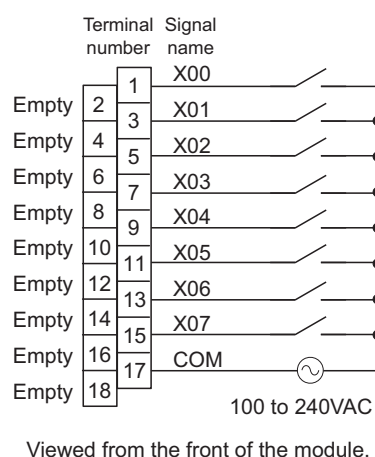 Terminal Signal
number name
1 X00
Empty 2
3 X01
Empty 4
5 X02
Empty 6
7 X03
Empty 8
9 X04
Empty 10
11 X05
Empty 12
13 X06
Empty 14
15 X07
Empty 16
17 COM
Empty 18
100 to 240VAC
Viewed from the front of the module.